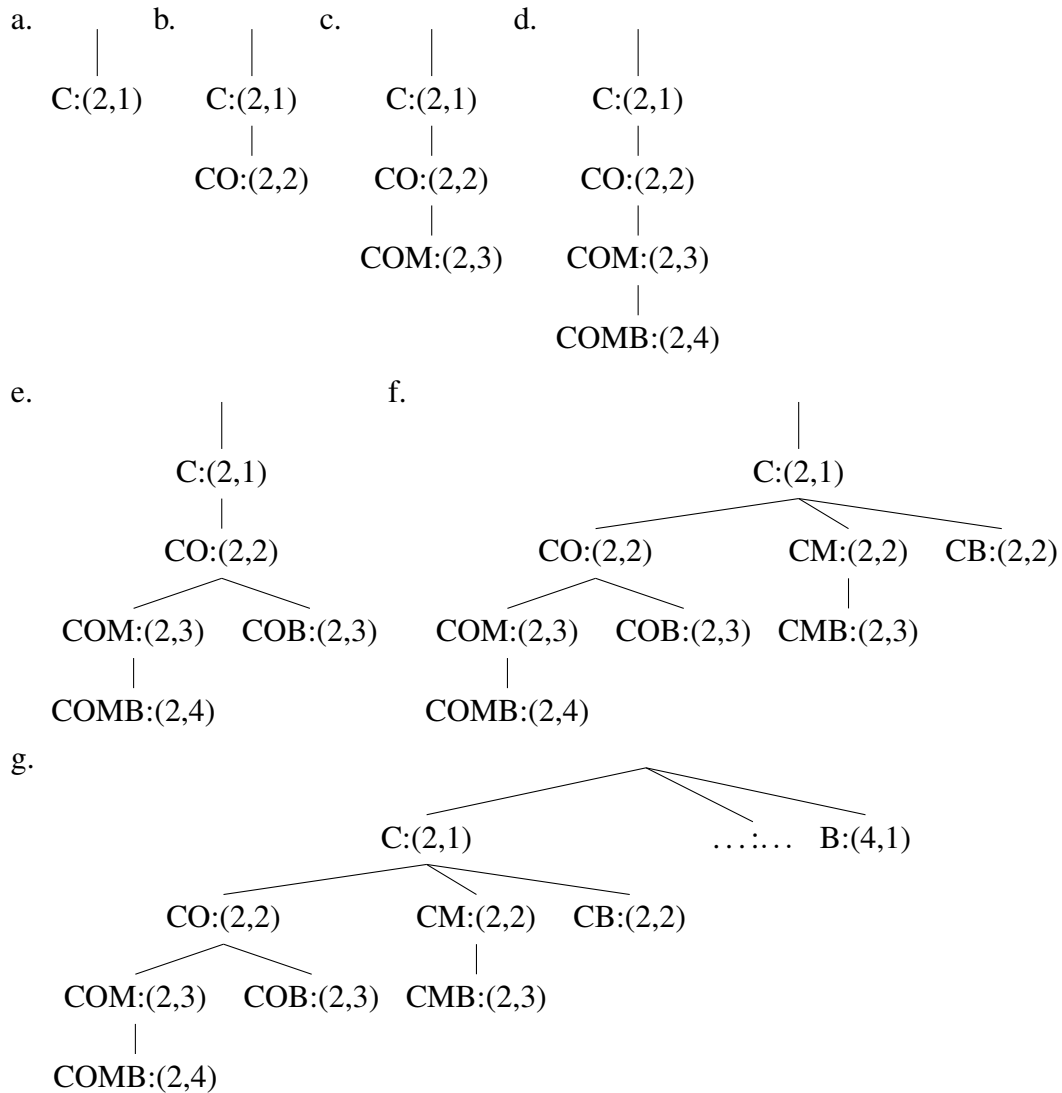 a. b. c. d.
C:(2,1) C:(2,1) C:(2,1) C:(2,1)
CO:(2,2) CO:(2,2) CO:(2,2)
COM:(2,3) COM:(2,3)
COMB:(2,4)
e. f.
C:(2,1) C:(2,1)
CO:(2,2) CO:(2,2) CM:(2,2) CB:(2,2)
COM:(2,3) COB:(2,3) COM:(2,3) COB:(2,3) CMB:(2,3)
COMB:(2,4) COMB:(2,4)
g.
C:(2,1) ...:... B:(4,1)
CO:(2,2) CM:(2,2) CB:(2,2)
COM:(2,3) COB:(2,3) CMB:(2,3)
COMB:(2,4)